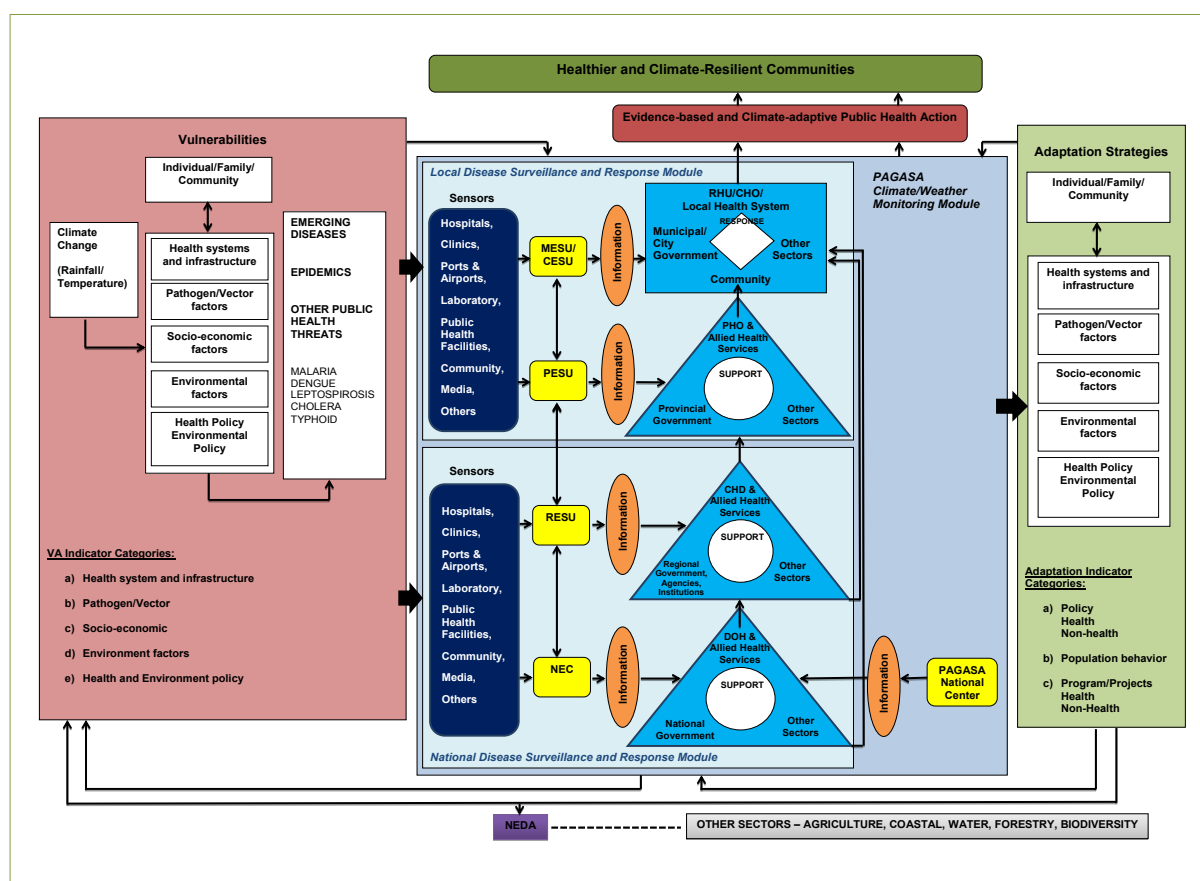 Healthier and Climate-Resilient Communities
Evidence-based and Climate-adaptive Public Health Action
Vulnerabilities
Individual/Family/
Community
Climate
Change
(Rainfall/
Temperature)
Health systems
and infrastructure
Pathogen/Vector
factors
Socio-economic
factors
Environmental
factors
Health Policy
Environmental
Policy
EMERGING
DISEASES
EPIDEMICS
OTHER PUBLIC
HEALTH
THREATS
MALARIA
DENGUE
LEPTOSPIROSIS
CHOLERA
TYPHOID
VA Indicator Categories:
a) Health system and infrastructure
b) Pathogen/Vector
c) Socio-economic
d) Environment factors
e) Health and Environment policy
Local Disease Surveillance and Response Module
Sensors
Hospitals,
Clinics,
Ports &
Airports,
Laboratory,
Public
Health
Facilities,
Community,
Media,
Others
MESU/
CESU
Information
RHU/CHO/
Local Health System
RESPONSE
Municipal/
City
Government
Other
Sectors
Community
PESU
Information
PHO &
Allied Health
Services
SUPPORT
Provincial
Government
Other
Sectors
PAGASA
Climate/Weather
Monitoring Module
Sensors
Hospitals,
Clinics,
Ports &
Airports,
Laboratory,
Public
Health
Facilities,
Community,
Media,
Others
RESU
Information
CHD &
Allied Health
Services
SUPPORT
Regional
Government,
Agencies,
Institutions
Other
Sectors
NEC
Information
DOH &
Allied Health
Services
SUPPORT
National
Government
Other
Sectors
Information
PAGASA
National
Center
National Disease Surveillance and Response Module
Adaptation Strategies
Individual/Family/
Community
Health systems and
infrastructure
Pathogen/Vector
factors
Socio-economic
factors
Environmental factors
Health Policy
Environmental Policy
Adaptation Indicator
Categories:
a) Policy
Health
Non-health
b) Population behavior
c) Program/Projects
Health
Non-Health
NEDA
OTHER SECTORS – AGRICULTURE, COASTAL, WATER, FORESTRY, BIODIVERSITY